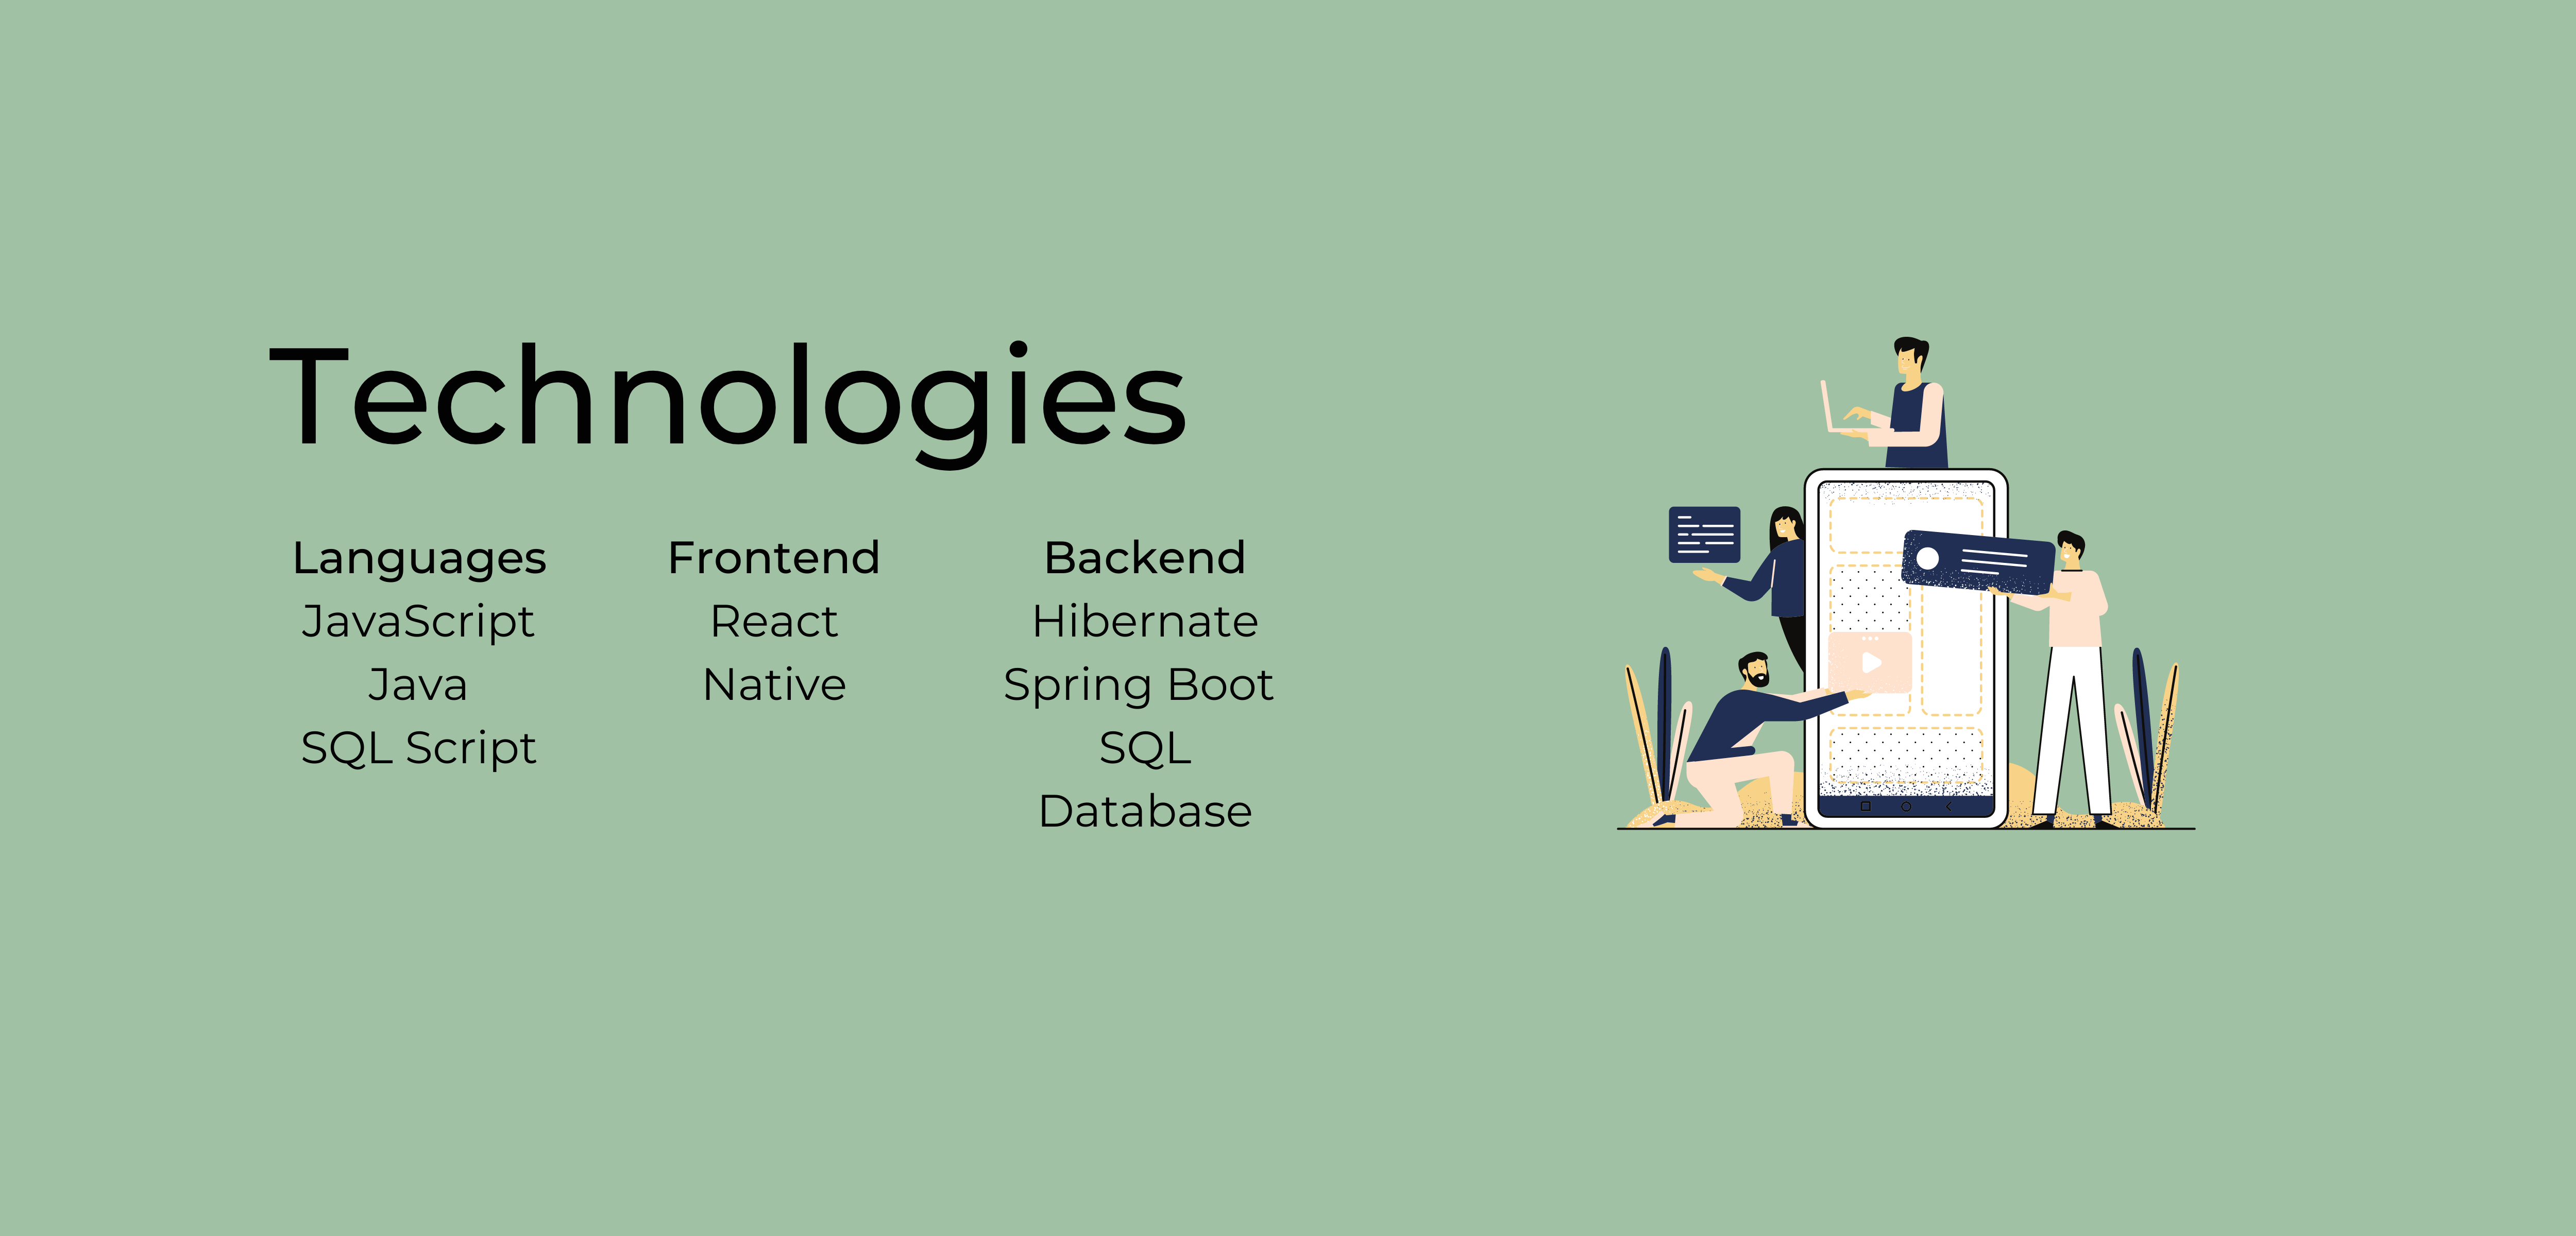 Technologies
Languages
JavaScript
Java
SQL Script
Frontend
React
Native
Backend
Hibernate
Spring Boot
SQL
Database